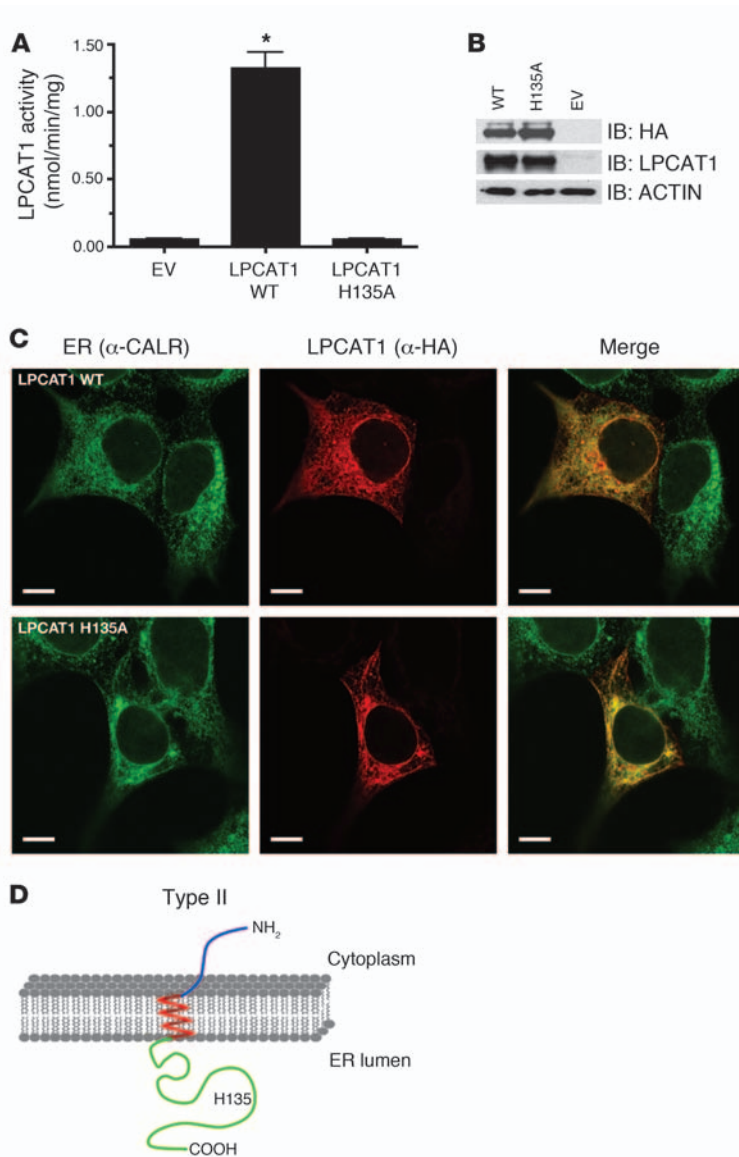 A
LPCAT1 activity
(nmol/min/mg)
1.50
1.00
0.50
0.00
*
EV
LPCAT1
WT
LPCAT1
H135A
B
WT
H135A
EV
IB: HA
IB: LPCAT1
IB: ACTIN
C
ER (α-CALR)
LPCAT1 (α-HA)
Merge
LPCAT1 WT
LPCAT1 H135A
D
Type II
NH₂
Cytoplasm
ER lumen
H135
COOH